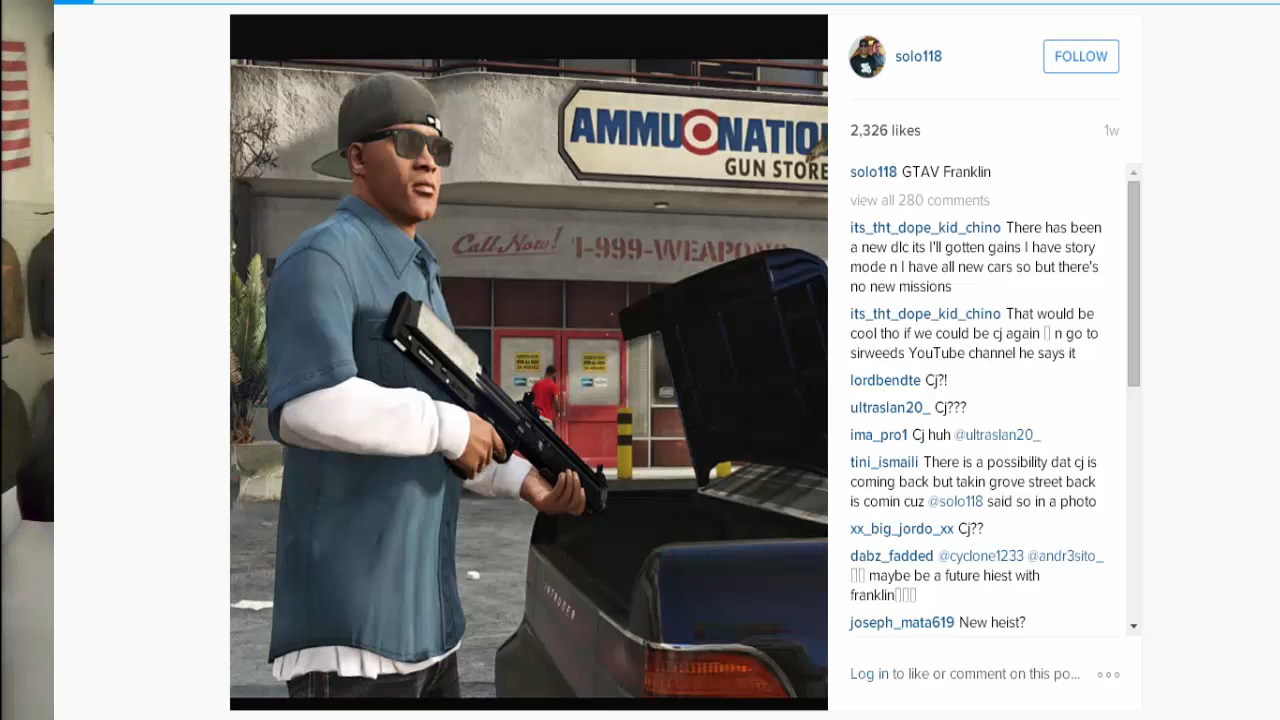 AMMU NATIO
GUN STORE
Call Now! 1-999-WEAPONS
INTRUDER
solo118
FOLLOW
2,326 likes
1w
solo118 GTAV Franklin
view all 280 comments
its_tht_dope_kid_chino There has been
a new dlc its I'll gotten gains I have story
mode n I have all new cars so but there's
no new missions
its_tht_dope_kid_chino That would be
cool tho if we could be cj again n go to
sirweeds YouTube channel he says it
lordbendte Cj?!
ultraslan20_ Cj???
ima_pro1 Cj huh @ultraslan20_
tini_ismaili There is a possibility dat cj is
coming back but takin grove street back
is comin cuz @solo118 said so in a photo
xx_big_jordo_xx Cj??
dabz_fadded @cyclone1233 @andr3sito_
maybe be a future hiest with
franklin
joseph_mata619 New heist?
Log in to like or comment on this po...